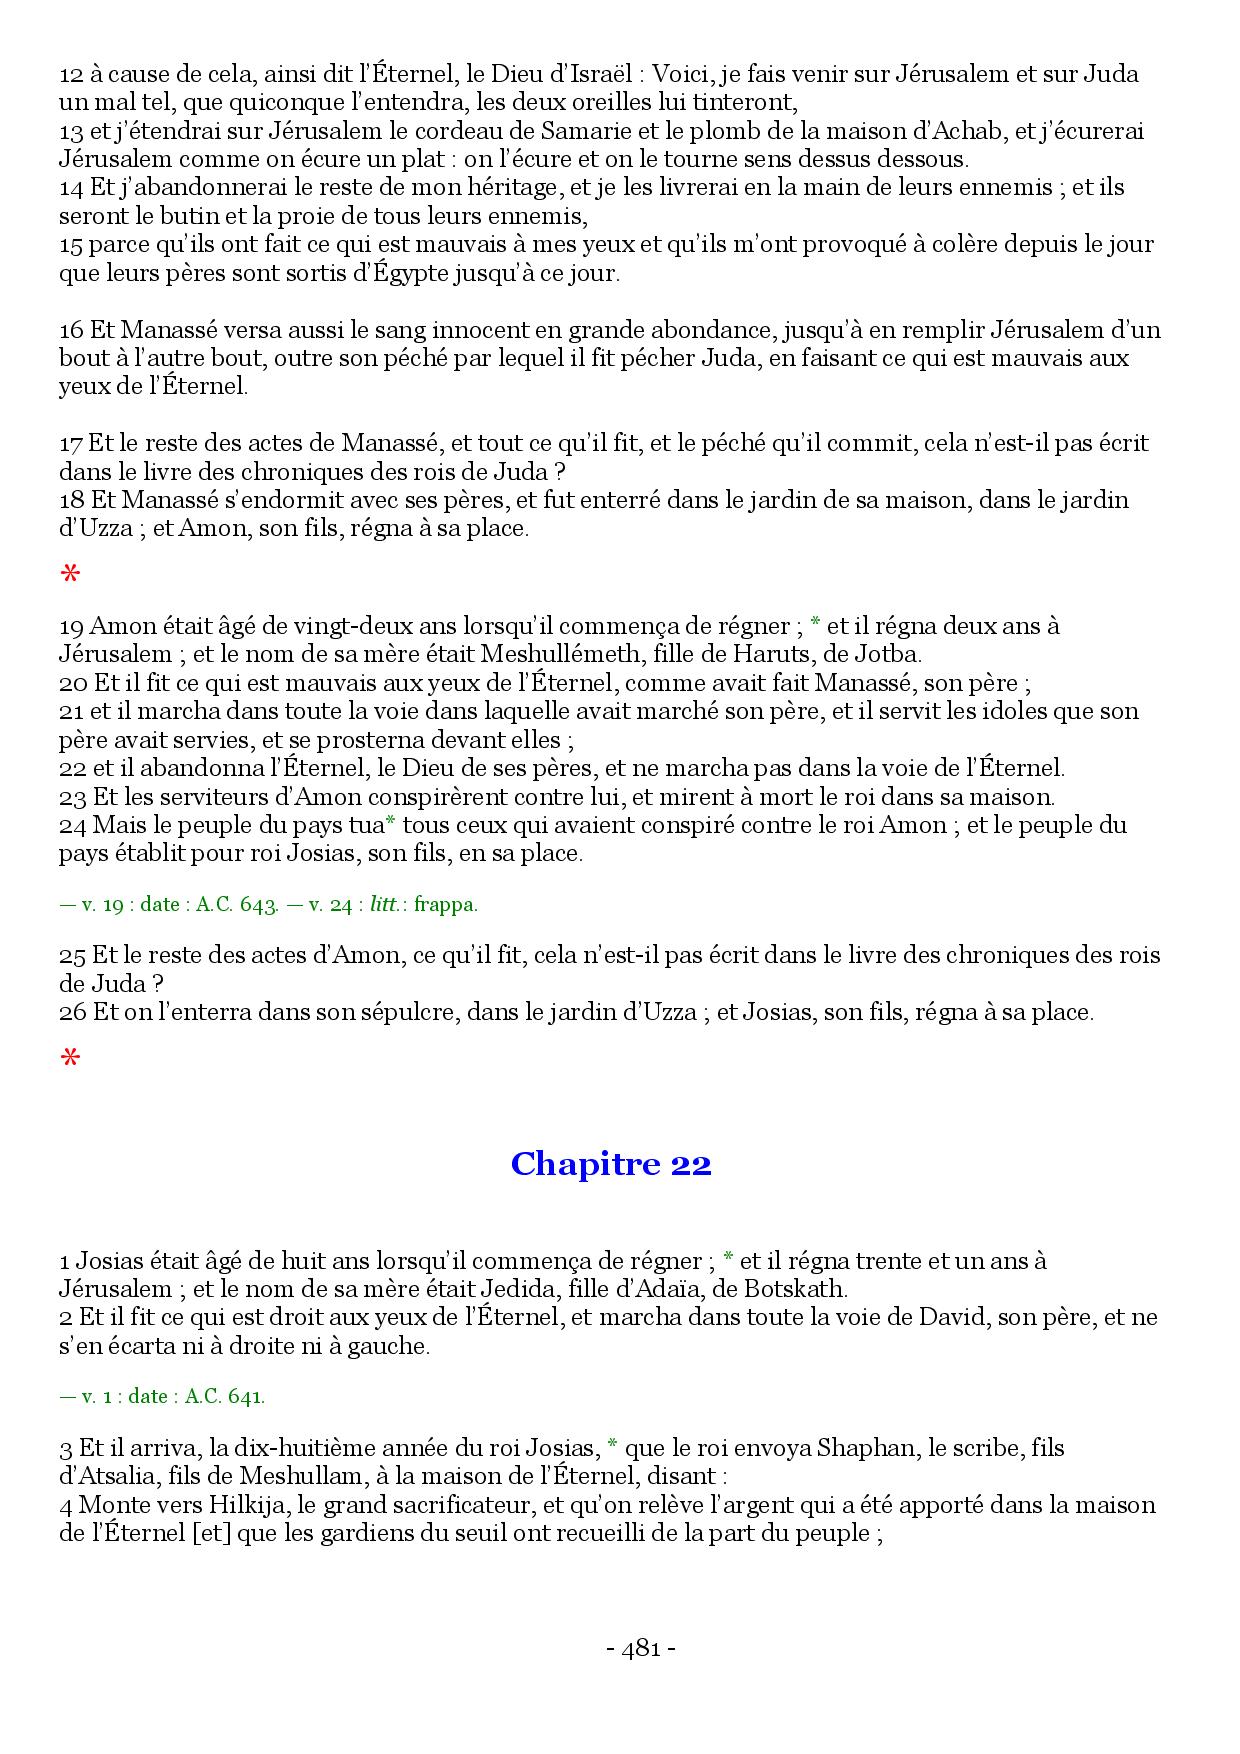 12 à cause de cela, ainsi dit l’Éternel, le Dieu d’Israël : Voici, je fais venir sur Jérusalem et sur Juda
un mal tel, que quiconque l’entendra, les deux oreilles lui tinteront,
13 et j’étendrai sur Jérusalem le cordeau de Samarie et le plomb de la maison d’Achab, et j’écurerai
Jérusalem comme on écure un plat : on l’écure et on le tourne sens dessus dessous.
14 Et j’abandonnerai le reste de mon héritage, et je les livrerai en la main de leurs ennemis ; et ils
seront le butin et la proie de tous leurs ennemis,
15 parce qu’ils ont fait ce qui est mauvais à mes yeux et qu’ils m’ont provoqué à colère depuis le jour
que leurs pères sont sortis d’Égypte jusqu’à ce jour.
16 Et Manassé versa aussi le sang innocent en grande abondance, jusqu’à en remplir Jérusalem d’un
bout à l’autre bout, outre son péché par lequel il fit pécher Juda, en faisant ce qui est mauvais aux
yeux de l’Éternel.
17 Et le reste des actes de Manassé, et tout ce qu’il fit, et le péché qu’il commit, cela n’est-il pas écrit
dans le livre des chroniques des rois de Juda ?
18 Et Manassé s’endormit avec ses pères, et fut enterré dans le jardin de sa maison, dans le jardin
d’Uzza ; et Amon, son fils, régna à sa place.
*
19 Amon était âgé de vingt-deux ans lorsqu’il commença de régner ; * et il régna deux ans à
Jérusalem ; et le nom de sa mère était Meshullémeth, fille de Haruts, de Jotba.
20 Et il fit ce qui est mauvais aux yeux de l’Éternel, comme avait fait Manassé, son père ;
21 et il marcha dans toute la voie dans laquelle avait marché son père, et il servit les idoles que son
père avait servies, et se prosterna devant elles ;
22 et il abandonna l’Éternel, le Dieu de ses pères, et ne marcha pas dans la voie de l’Éternel.
23 Et les serviteurs d’Amon conspirèrent contre lui, et mirent à mort le roi dans sa maison.
24 Mais le peuple du pays tua* tous ceux qui avaient conspiré contre le roi Amon ; et le peuple du
pays établit pour roi Josias, son fils, en sa place.
— v. 19 : date : A.C. 643. — v. 24 : litt.: frappa.
25 Et le reste des actes d’Amon, ce qu’il fit, cela n’est-il pas écrit dans le livre des chroniques des rois
de Juda ?
26 Et on l’enterra dans son sépulcre, dans le jardin d’Uzza ; et Josias, son fils, régna à sa place.
*
Chapitre 22
1 Josias était âgé de huit ans lorsqu’il commença de régner ; * et il régna trente et un ans à
Jérusalem ; et le nom de sa mère était Jedida, fille d’Adaïa, de Botskath.
2 Et il fit ce qui est droit aux yeux de l’Éternel, et marcha dans toute la voie de David, son père, et ne
s’en écarta ni à droite ni à gauche.
— v. 1 : date : A.C. 641.
3 Et il arriva, la dix-huitième année du roi Josias, * que le roi envoya Shaphan, le scribe, fils
d’Atsalia, fils de Meshullam, à la maison de l’Éternel, disant :
4 Monte vers Hilkija, le grand sacrificateur, et qu’on relève l’argent qui a été apporté dans la maison
de l’Éternel [et] que les gardiens du seuil ont recueilli de la part du peuple ;
- 481 -